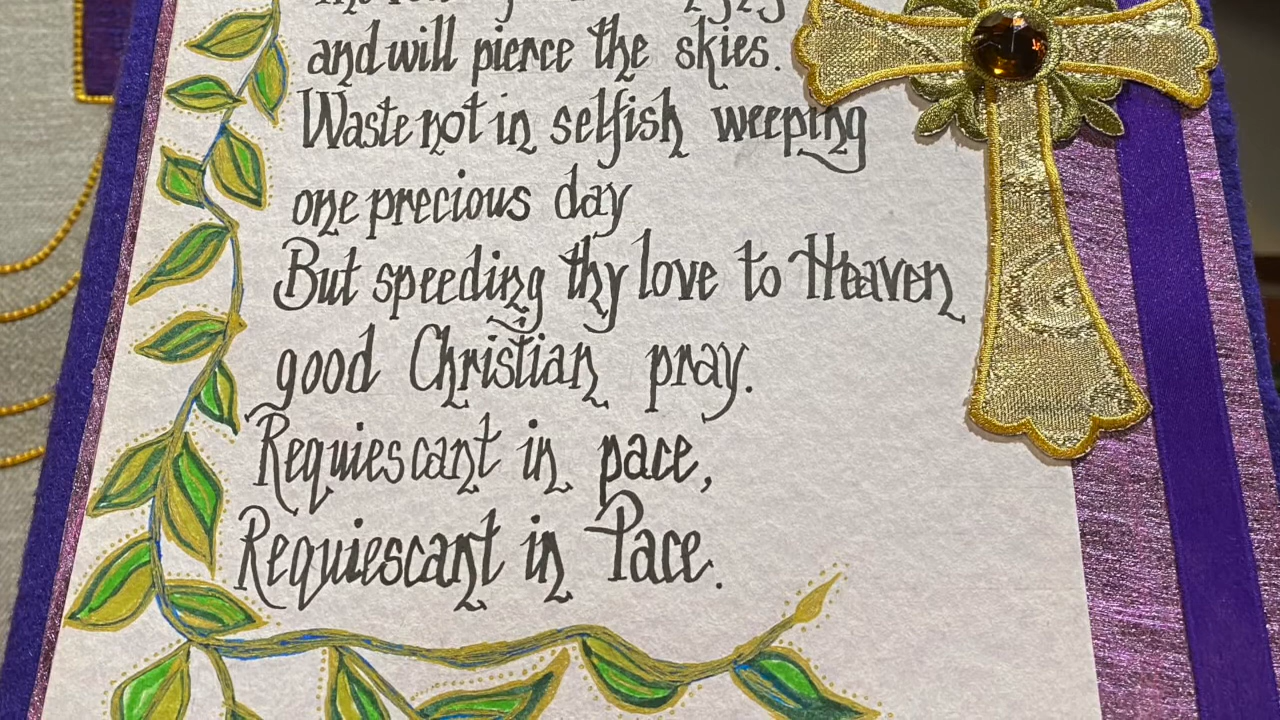 and will pierce the skies.
Waste not in selfish weeping
one precious day
But speeding thy love to Heaven
good Christian pray.
Requiescant in pace,
Requiescant in Pace.